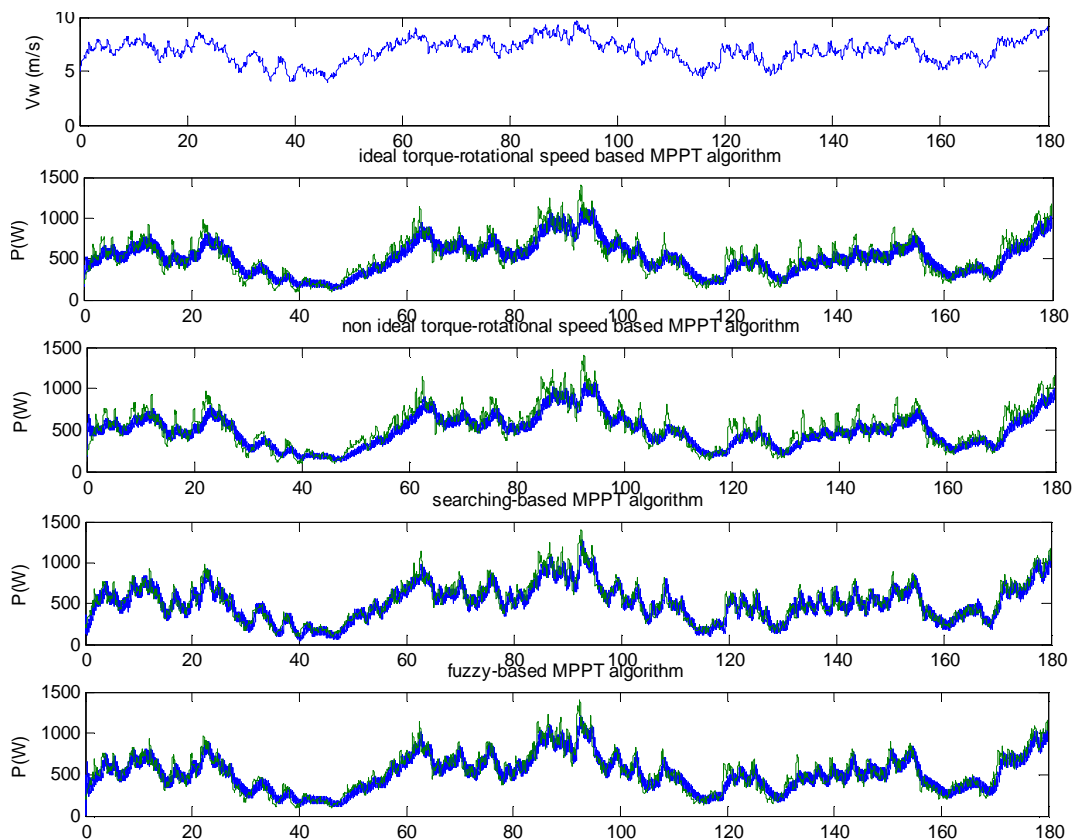 10
5
0
Vw (m/s)
0 20 40 60 80 100 120 140 160 180
ideal torque-rotational speed based MPPT algorithm
1500
1000
500
0
P(W)
0 20 40 60 80 100 120 140 160 180
non ideal torque-rotational speed based MPPT algorithm
1500
1000
500
0
P(W)
0 20 40 60 80 100 120 140 160 180
searching-based MPPT algorithm
1500
1000
500
0
P(W)
0 20 40 60 80 100 120 140 160 180
fuzzy-based MPPT algorithm
1500
1000
500
0
P(W)
0 20 40 60 80 100 120 140 160 180